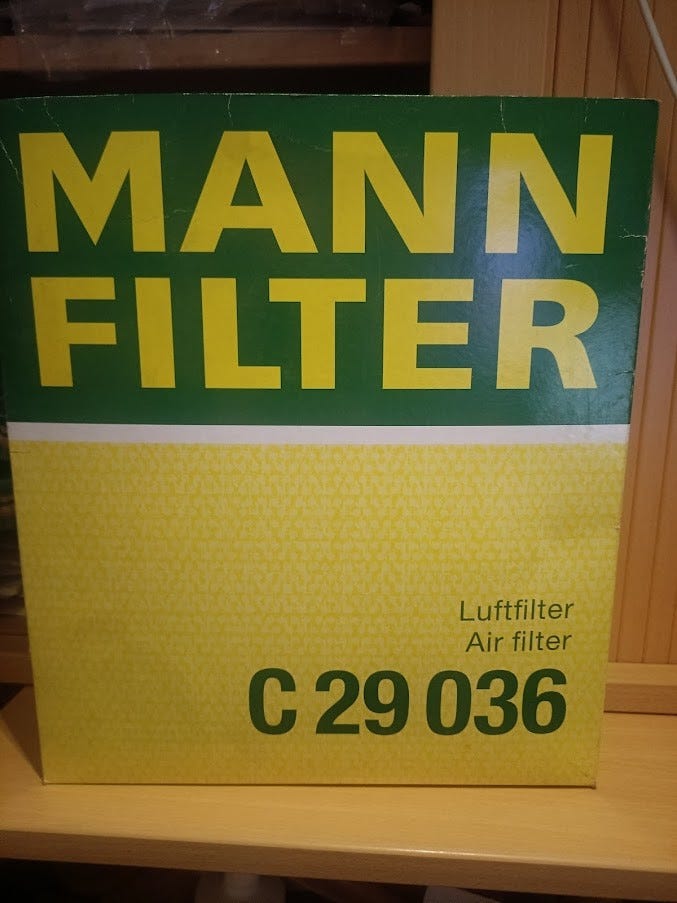 MANN
FILTER
Luftfilter
Air filter
C 29 036